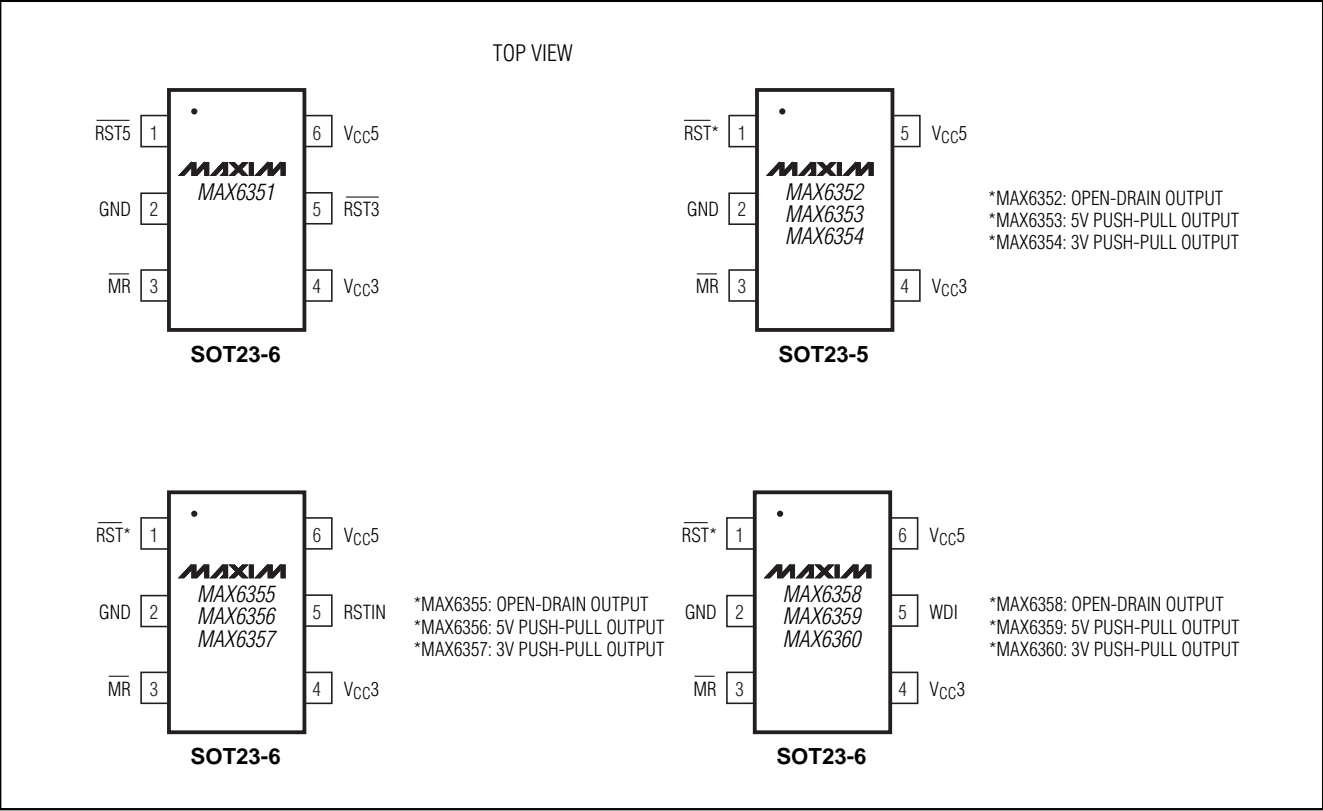 TOP VIEW
RST5 1 6 VCC5
MAXIM
MAX6351
GND 2 5 RST3
MR 3 4 VCC3
SOT23-6
RST* 1 5 VCC5
MAXIM
MAX6352
GND 2 MAX6353
MAX6354
MR 3 4 VCC3
SOT23-5
*MAX6352: OPEN-DRAIN OUTPUT
*MAX6353: 5V PUSH-PULL OUTPUT
*MAX6354: 3V PUSH-PULL OUTPUT
RST* 1 6 VCC5
MAXIM
MAX6355
GND 2 MAX6356 5 RSTIN
MAX6357
MR 3 4 VCC3
SOT23-6
*MAX6355: OPEN-DRAIN OUTPUT
*MAX6356: 5V PUSH-PULL OUTPUT
*MAX6357: 3V PUSH-PULL OUTPUT
RST* 1 6 VCC5
MAXIM
MAX6358
GND 2 MAX6359 5 WDI
MAX6360
MR 3 4 VCC3
SOT23-6
*MAX6358: OPEN-DRAIN OUTPUT
*MAX6359: 5V PUSH-PULL OUTPUT
*MAX6360: 3V PUSH-PULL OUTPUT